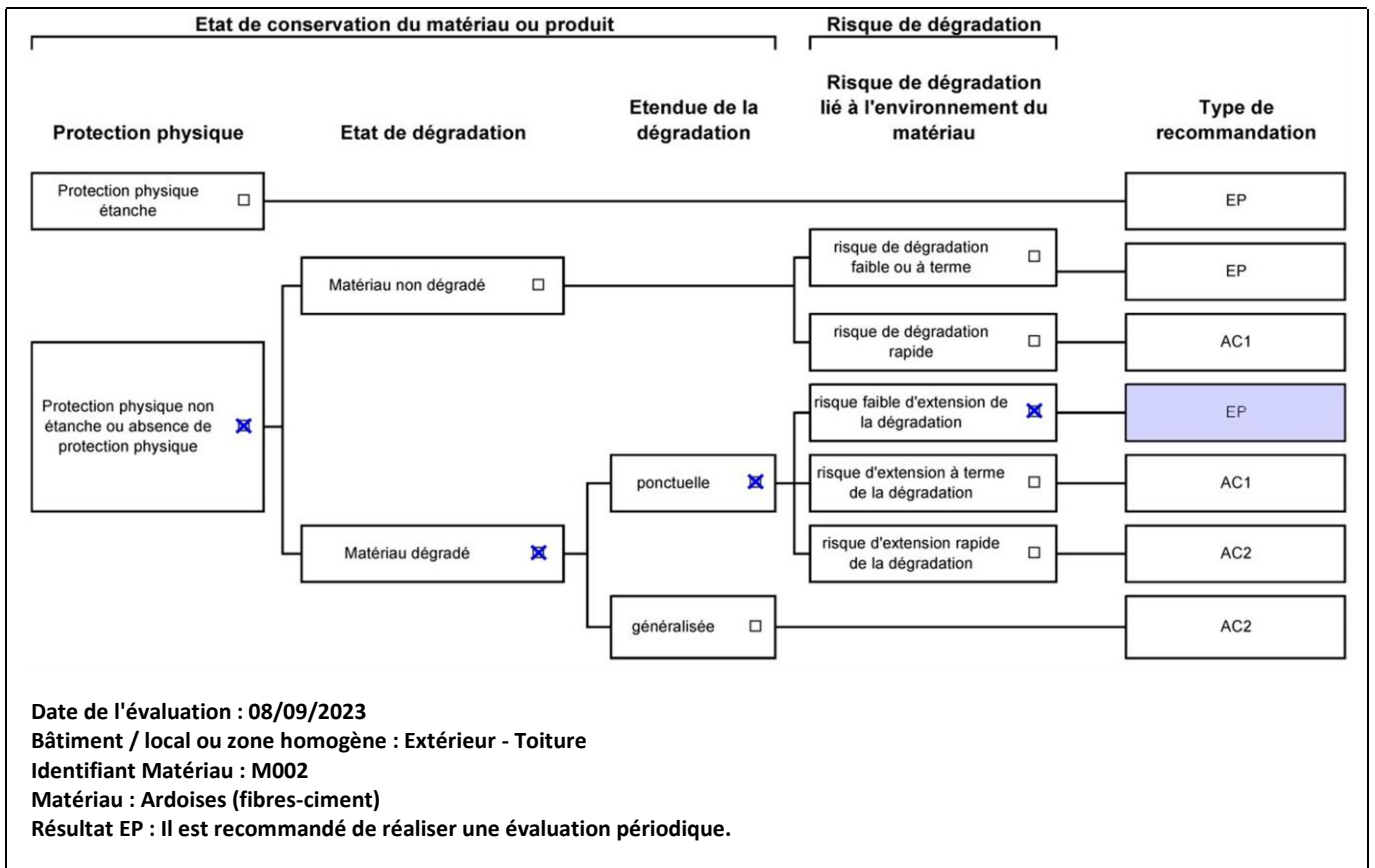 Etat de conservation du matériau ou produit
Risque de dégradation
Protection physique
Etat de dégradation
Etendue de la
dégradation
Risque de dégradation
lié à l'environnement du
matériau
Type de
recommandation
Protection physique
étanche
EP
risque de dégradation
faible ou à terme
EP
Matériau non dégradé
risque de dégradation
rapide
AC1
Protection physique non
étanche ou absence de
protection physique
risque faible d'extension de
la dégradation
EP
ponctuelle
risque d'extension à terme
de la dégradation
AC1
Matériau dégradé
risque d'extension rapide
de la dégradation
AC2
généralisée
AC2
Date de l'évaluation : 08/09/2023
Bâtiment / local ou zone homogène : Extérieur - Toiture
Identifiant Matériau : M002
Matériau : Ardoises (fibres-ciment)
Résultat EP : Il est recommandé de réaliser une évaluation périodique.